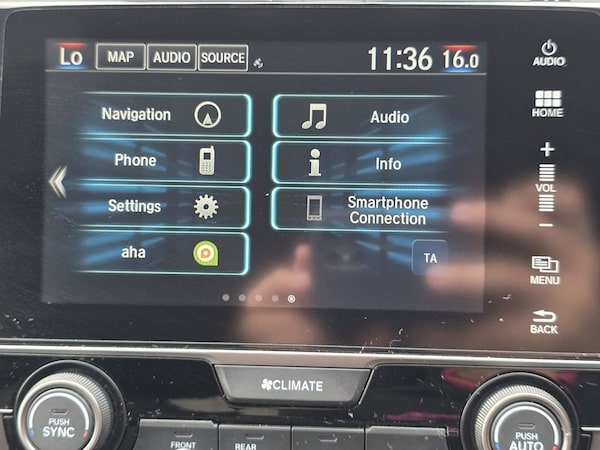 Lo MAP AUDIO SOURCE 11:36 16.0
AUDIO
Navigation Audio
HOME
Phone Info
VOL
Settings Smartphone
Connection
aha TA
MENU
BACK
CLIMATE
PUSH
SYNC
FRONT
REAR
PUSH
AUTO